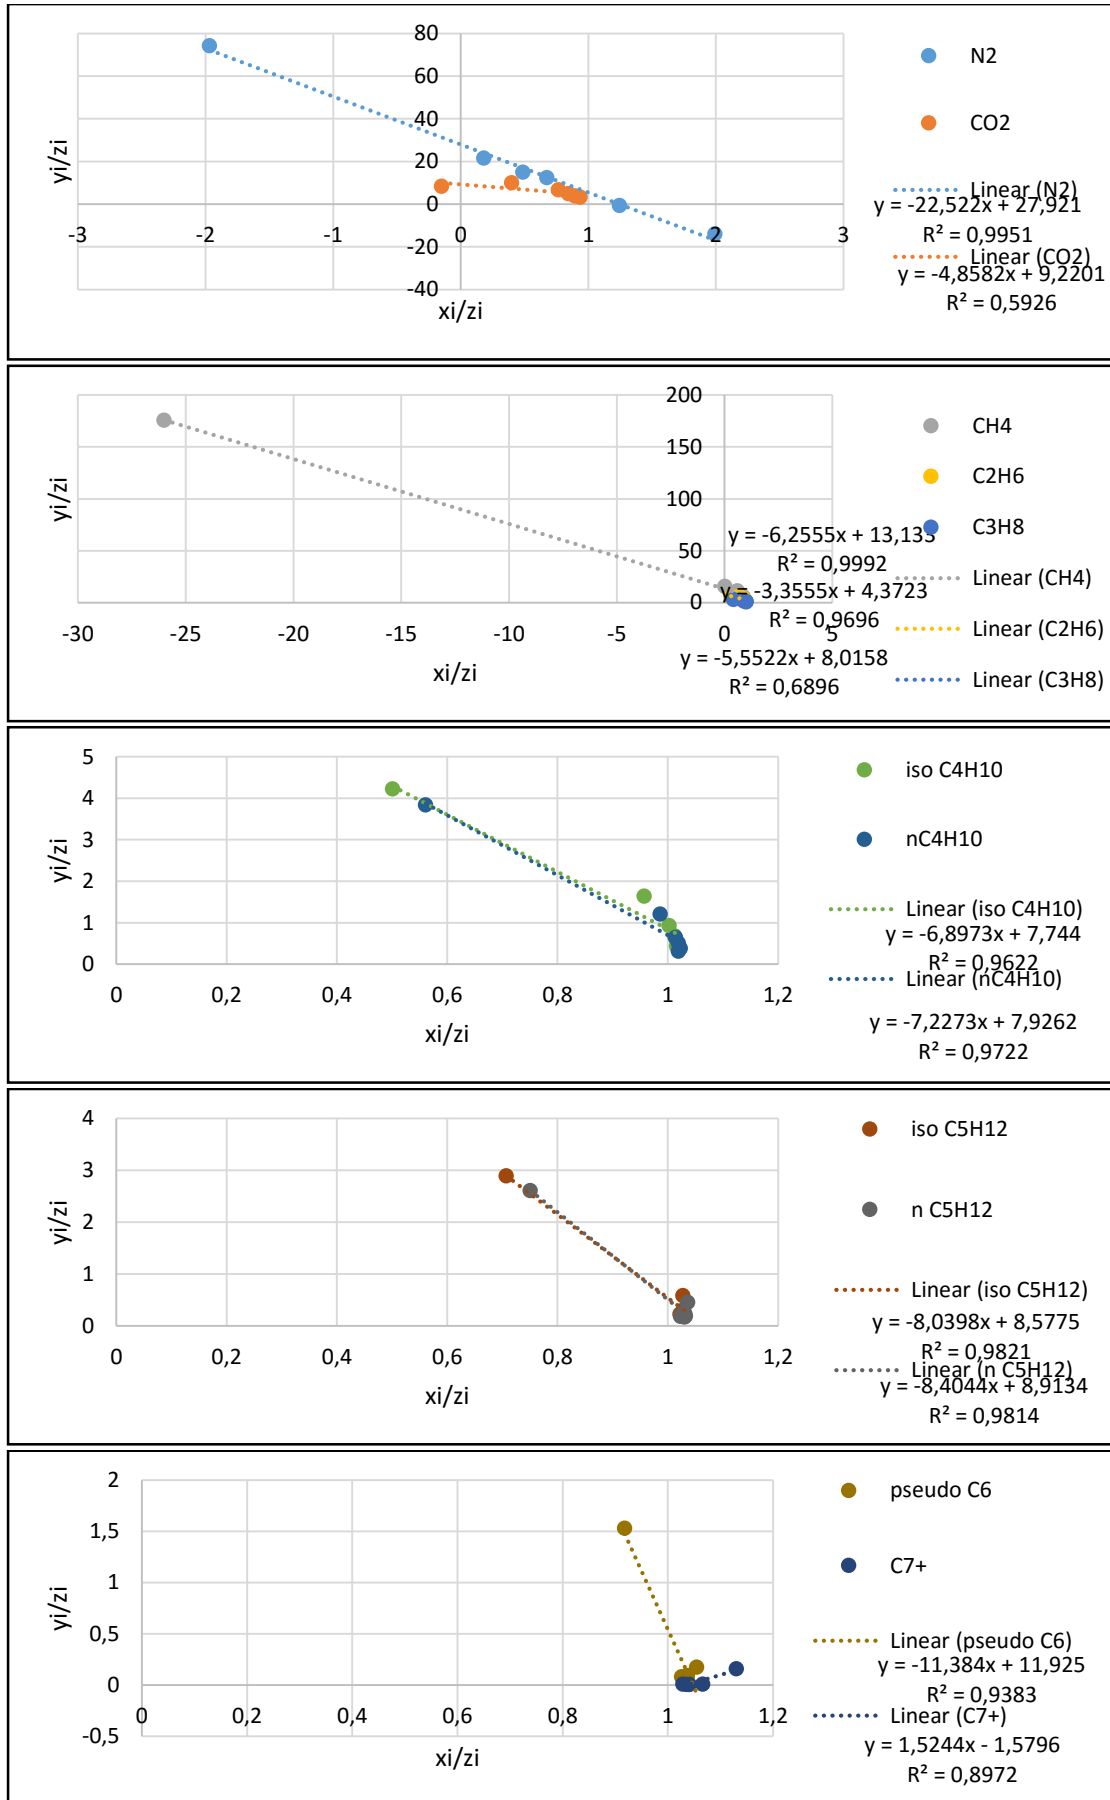 80
60
40
20
0
-20
-40
-3
-2
-1
0
1
2
3
yi/zi
xi/zi
N2
CO2
Linear (N2)
y = -22,522x + 27,921
R² = 0,9951
Linear (CO2)
y = -4,8582x + 9,2201
R² = 0,5926
200
150
100
50
0
-30
-25
-20
-15
-10
-5
0
5
yi/zi
xi/zi
y = -6,2555x + 13,133
R² = 0,9992
y = -3,3555x + 4,3723
R² = 0,9696
y = -5,5522x + 8,0158
R² = 0,6896
CH4
C2H6
C3H8
Linear (CH4)
Linear (C2H6)
Linear (C3H8)
5
4
3
2
1
0
0
0,2
0,4
0,6
0,8
1
1,2
yi/zi
xi/zi
iso C4H10
nC4H10
Linear (iso C4H10)
y = -6,8973x + 7,744
R² = 0,9622
Linear (nC4H10)
y = -7,2273x + 7,9262
R² = 0,9722
4
3
2
1
0
0
0,2
0,4
0,6
0,8
1
1,2
yi/zi
xi/zi
iso C5H12
n C5H12
Linear (iso C5H12)
y = -8,0398x + 8,5775
R² = 0,9821
Linear (n C5H12)
y = -8,4044x + 8,9134
R² = 0,9814
2
1,5
1
0,5
0
-0,5
0
0,2
0,4
0,6
0,8
1
1,2
yi/zi
xi/zi
pseudo C6
C7+
Linear (pseudo C6)
y = -11,384x + 11,925
R² = 0,9383
Linear (C7+)
y = 1,5244x - 1,5796
R² = 0,8972